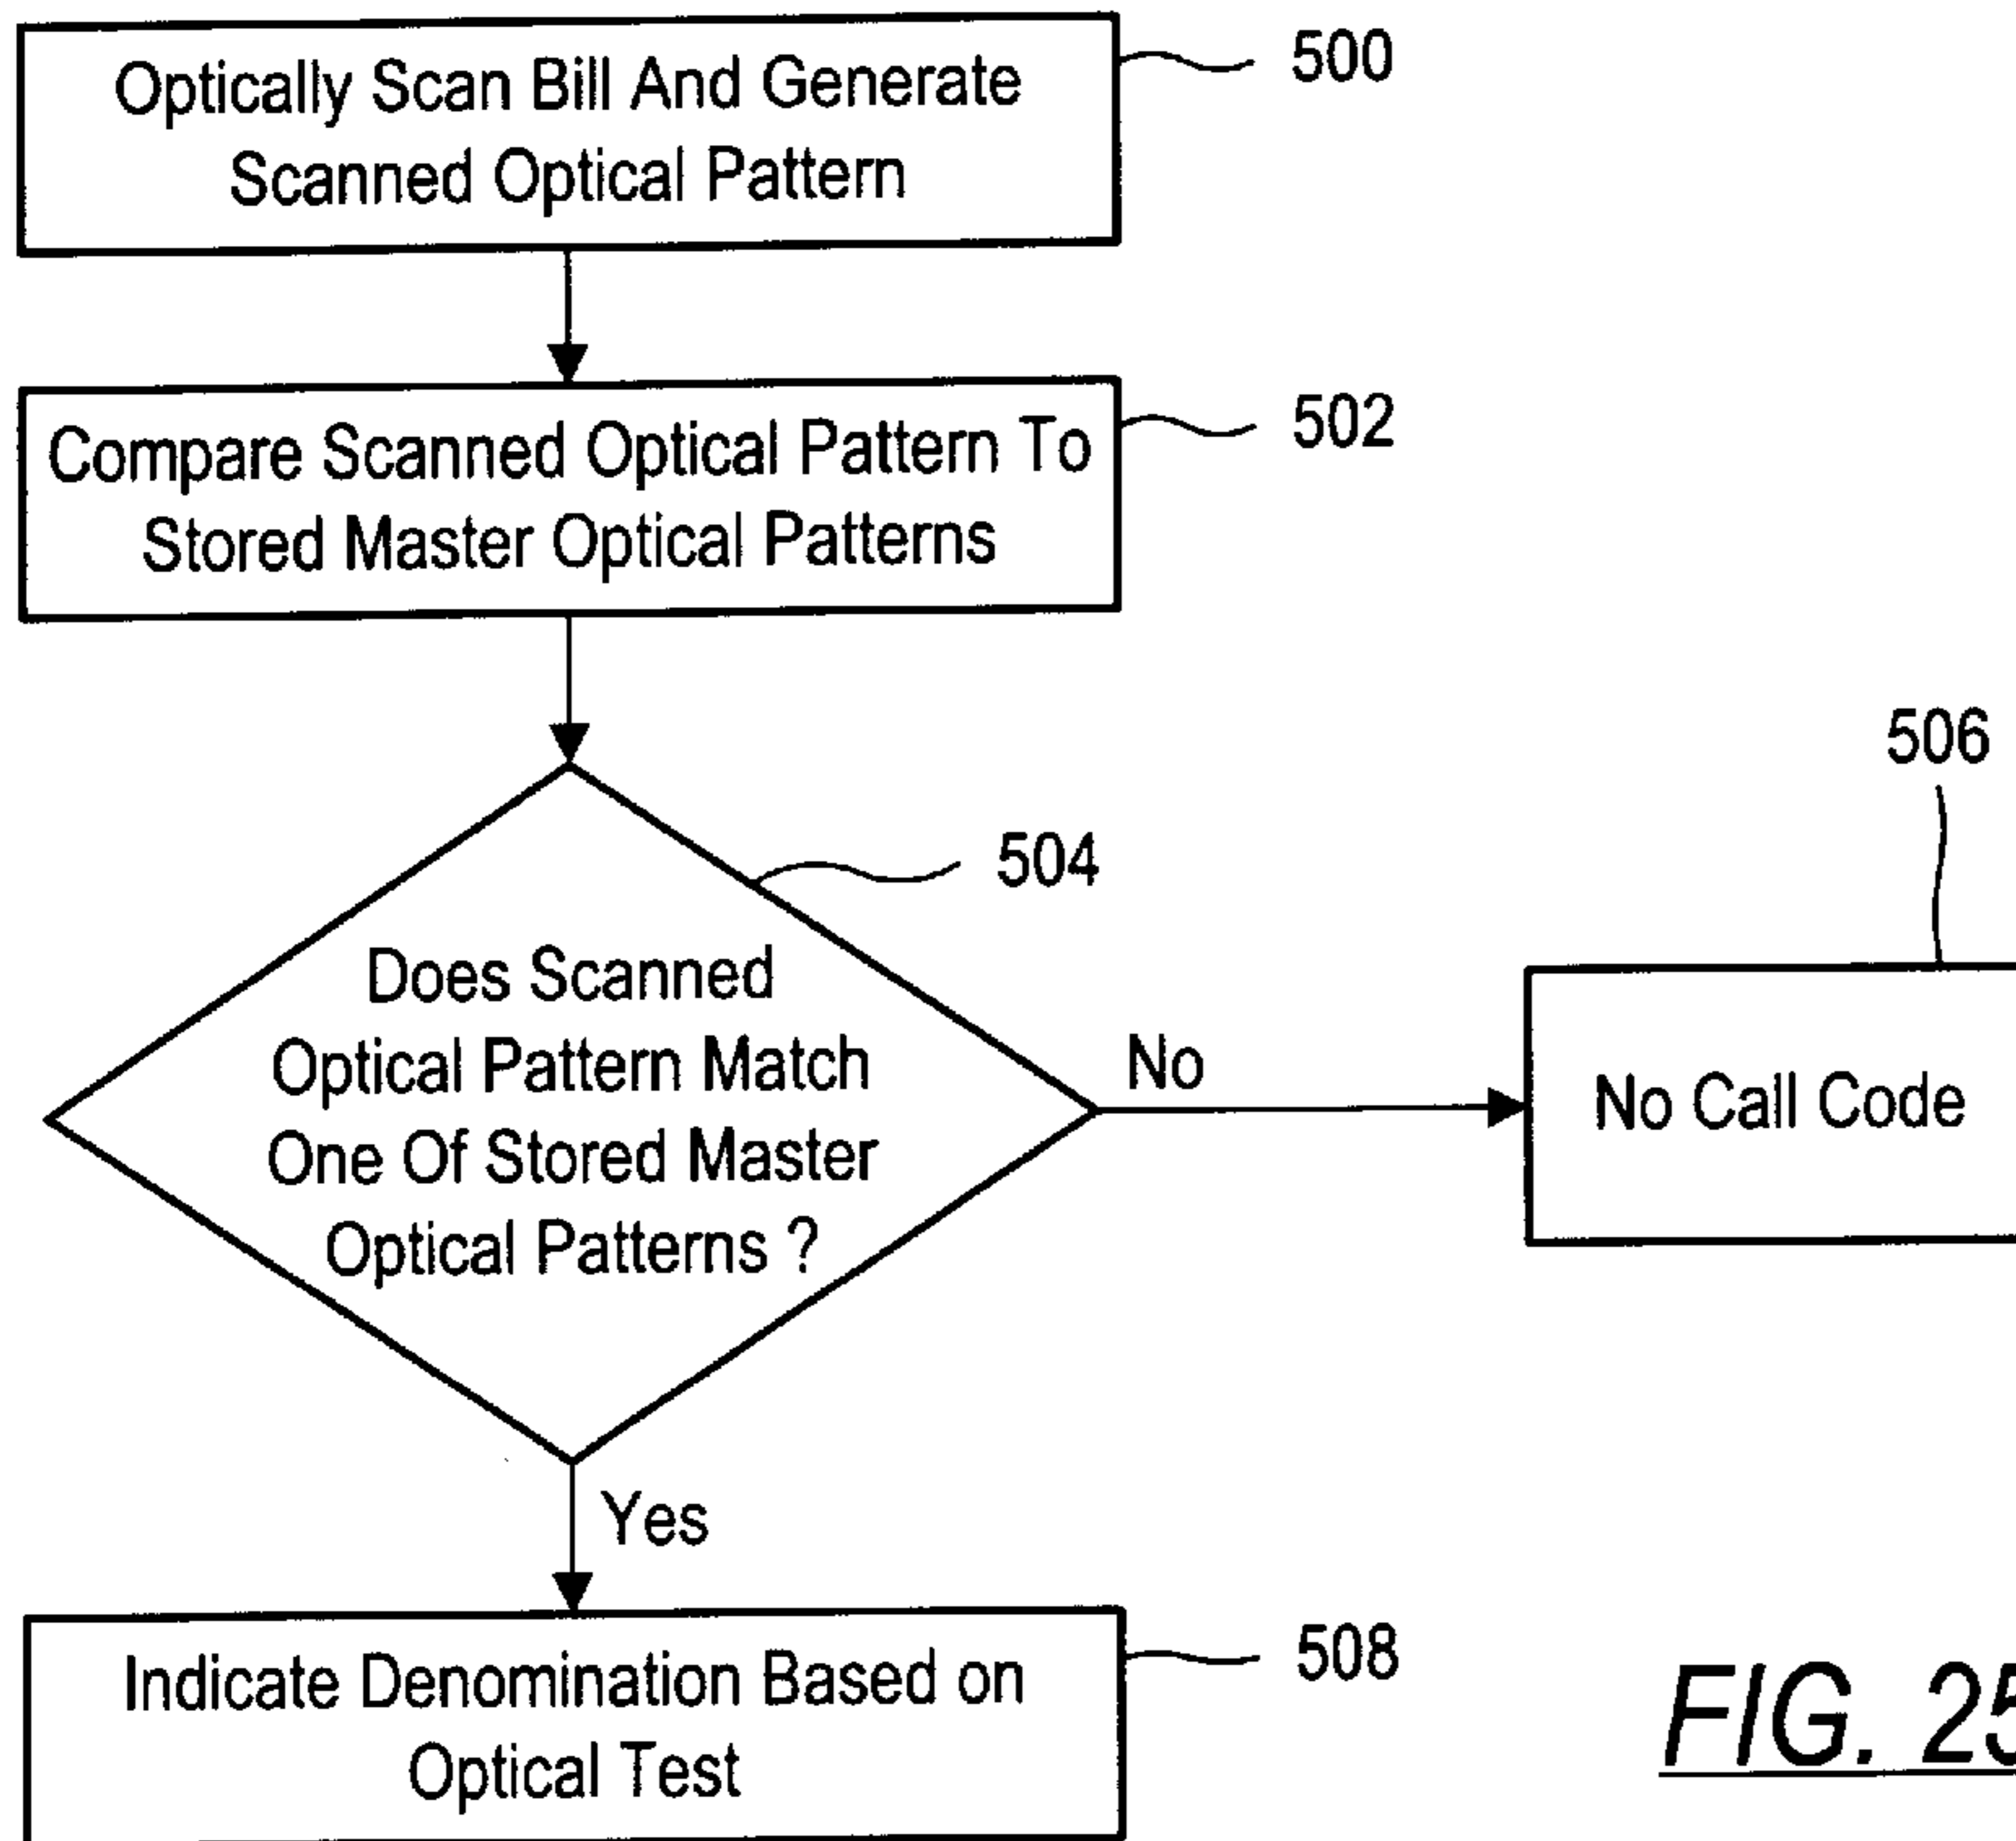 Optically Scan Bill And Generate
Scanned Optical Pattern
500
Compare Scanned Optical Pattern To
Stored Master Optical Patterns
502
504
506
Does Scanned
Optical Pattern Match
One Of Stored Master
Optical Patterns ?
No
No Call Code
Yes
Indicate Denomination Based on
Optical Test
508
FIG. 25